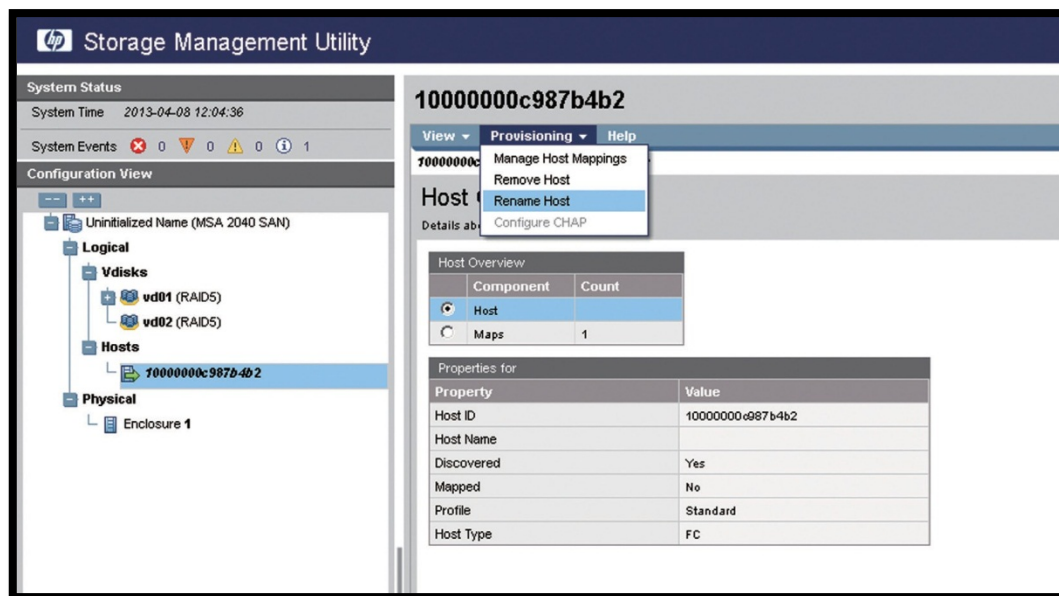 hp Storage Management Utility
System Status
System Time 2013-04-08 12:04:36
System Events 0 0 0 1
Configuration View
Uninitialized Name (MSA 2040 SAN)
Logical
Vdisks
vd01 (RAID5)
vd02 (RAID5)
Hosts
10000000c987b4b2
Physical
Enclosure 1
10000000c987b4b2
View Provisioning Help
10000000c
Manage Host Mappings
Remove Host
Rename Host
Configure CHAP
Host
Details ab
Host Overview
Component Count
Host
Maps 1
Properties for
Property Value
Host ID 10000000c987b4b2
Host Name
Discovered Yes
Mapped No
Profile Standard
Host Type FC